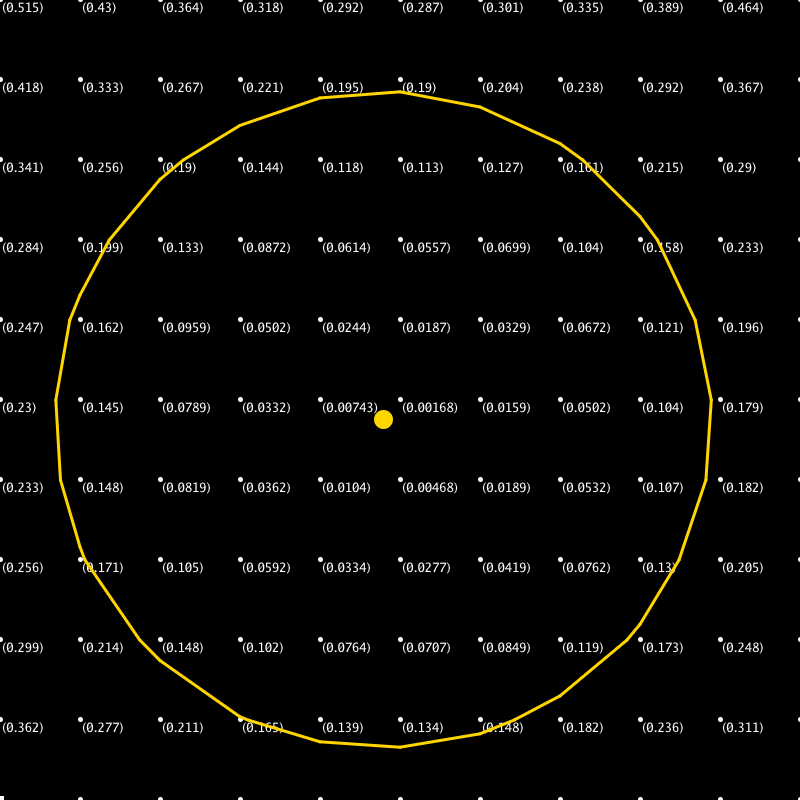 (0.515) (0.43) (0.364) (0.318) (0.292) (0.287) (0.301) (0.335) (0.389) (0.464)
(0.418) (0.333) (0.267) (0.221) (0.195) (0.19) (0.204) (0.238) (0.292) (0.367)
(0.341) (0.256) (0.19) (0.144) (0.118) (0.113) (0.127) (0.161) (0.215) (0.29)
(0.284) (0.199) (0.133) (0.0872) (0.0614) (0.0557) (0.0699) (0.104) (0.158) (0.233)
(0.247) (0.162) (0.0959) (0.0502) (0.0244) (0.0187) (0.0329) (0.0672) (0.121) (0.196)
(0.23) (0.145) (0.0789) (0.0332) (0.00743) (0.00168) (0.0159) (0.0502) (0.104) (0.179)
(0.233) (0.148) (0.0819) (0.0362) (0.0104) (0.00468) (0.0189) (0.0532) (0.107) (0.182)
(0.256) (0.171) (0.105) (0.0592) (0.0334) (0.0277) (0.0419) (0.0762) (0.13) (0.205)
(0.299) (0.214) (0.148) (0.102) (0.0764) (0.0707) (0.0849) (0.119) (0.173) (0.248)
(0.362) (0.277) (0.211) (0.165) (0.139) (0.134) (0.148) (0.182) (0.236) (0.311)